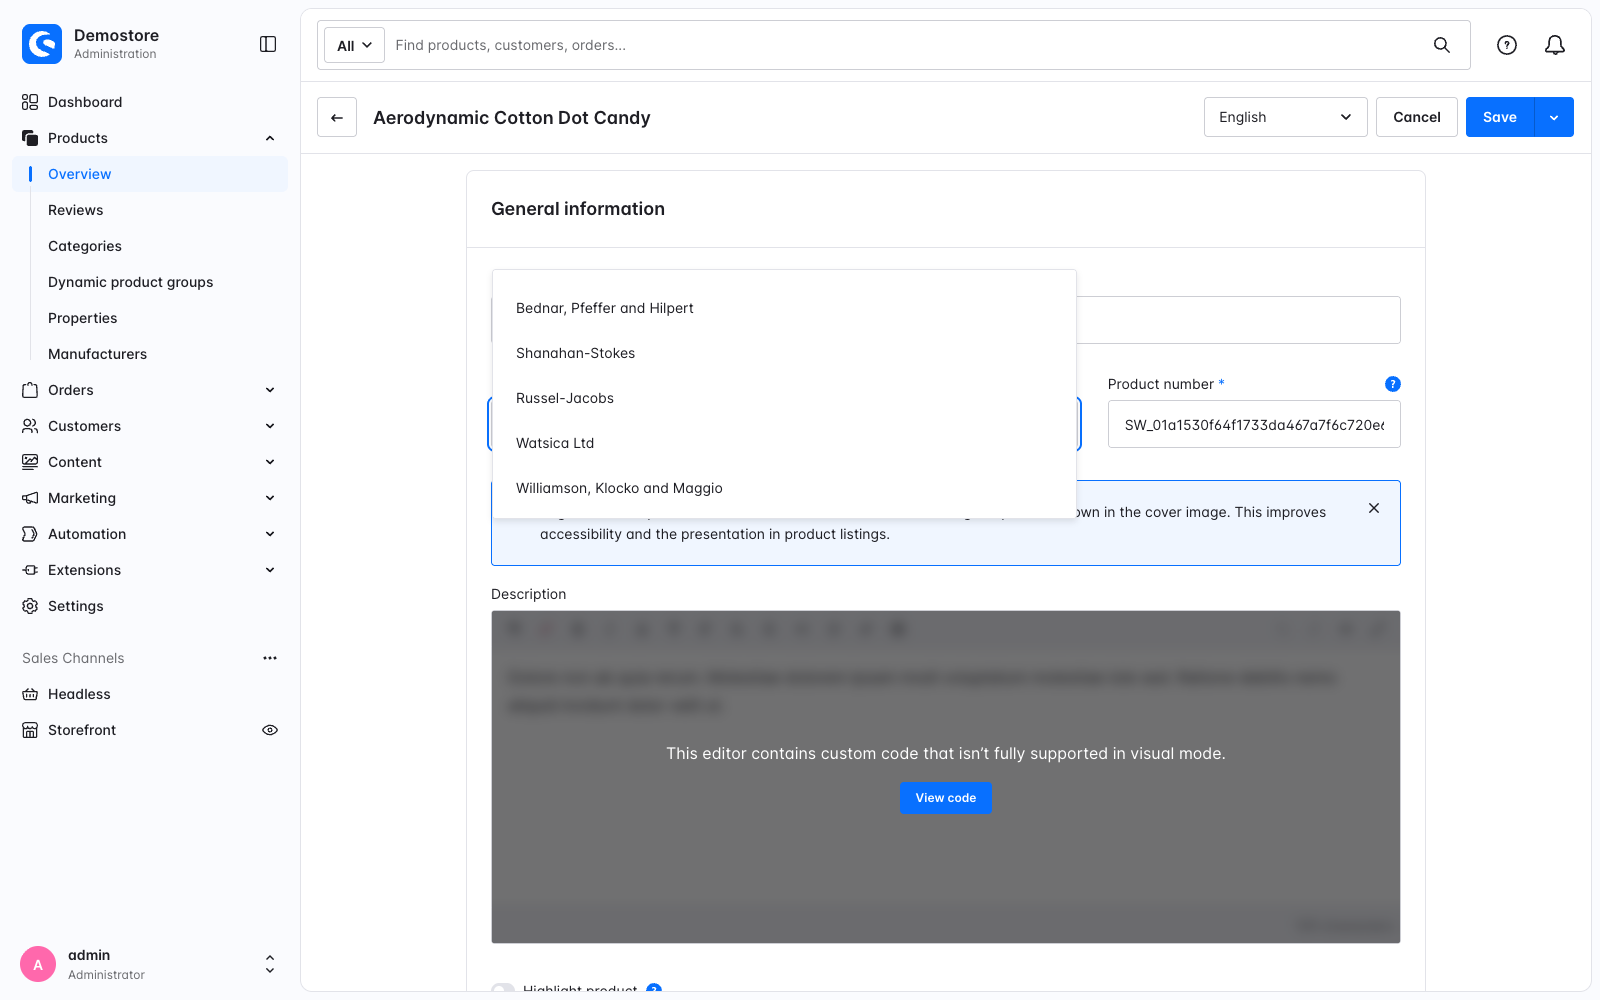 Demostore
Administration
Dashboard
Products
Overview
Reviews
Categories
Dynamic product groups
Properties
Manufacturers
Orders
Customers
Content
Marketing
Automation
Extensions
Settings
Sales Channels
Headless
Storefront
A
admin
Administrator
All
Find products, customers, orders...
Aerodynamic Cotton Dot Candy
English
Cancel
Save
General information
Bednar, Pfeffer and Hilpert
Shanahan-Stokes
Russel-Jacobs
Watsica Ltd
Williamson, Klocko and Maggio
Product number *
SW_01a1530f64f1733da467a7f6c720e
in the cover image. This improves
accessibility and the presentation in product listings.
Description
This editor contains custom code that isn't fully supported in visual mode.
View code
Highlight product